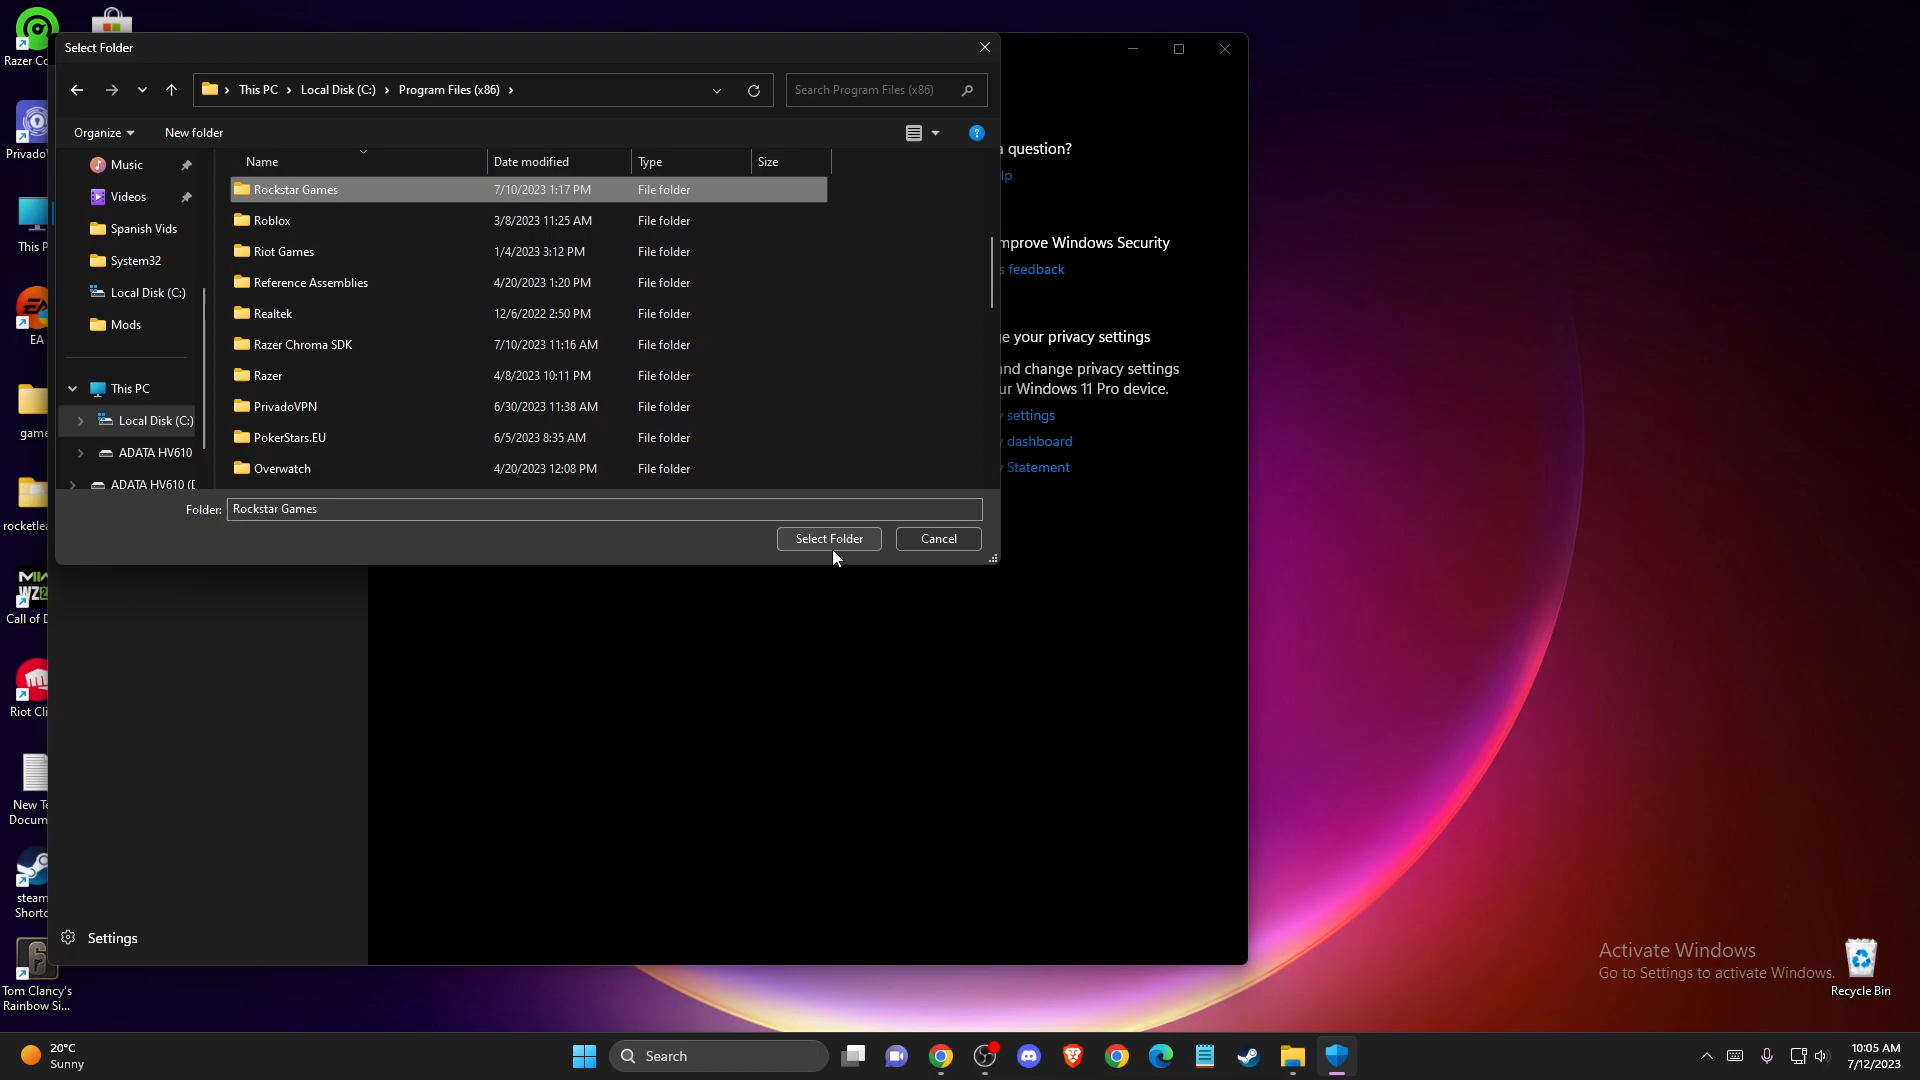 Razer Co
Select Folder
This PC
Local Disk (C:)
Program Files (x86)
Search Program Files (x86)
Organize
New folder
Name
Date modified
Type
Size
Music
Videos
Spanish Vids
System32
Local Disk (C:)
Mods
This PC
Local Disk (C:)
ADATA HV610
ADATA HV610 (D
Rockstar Games 7/10/2023 1:17 PM File folder
Roblox 3/8/2023 11:25 AM File folder
Riot Games 1/4/2023 3:12 PM File folder
Reference Assemblies 4/20/2023 1:20 PM File folder
Realtek 12/6/2022 2:50 PM File folder
Razer Chroma SDK 7/10/2023 11:16 AM File folder
Razer 4/8/2023 10:11 PM File folder
PrivadoVPN 6/30/2023 11:38 AM File folder
PokerStars.EU 6/5/2023 8:35 AM File folder
Overwatch 4/20/2023 12:08 PM File folder
Folder: Rockstar Games
Select Folder
Cancel
a question?
lp
mprove Windows Security
s feedback
e your privacy settings
and change privacy settings
ur Windows 11 Pro device.
y settings
y dashboard
y Statement
Settings
PrivadoV
This P
EA
EA
game
rocketlea
WZ2
Call of D
Riot Cli
New Te
Docum
steam
Shortc
Tom Clancy's
Rainbow Si...
Activate Windows
Go to Settings to activate Windows.
Recycle Bin
20°C
Sunny
Search
10:05 AM
7/12/2023